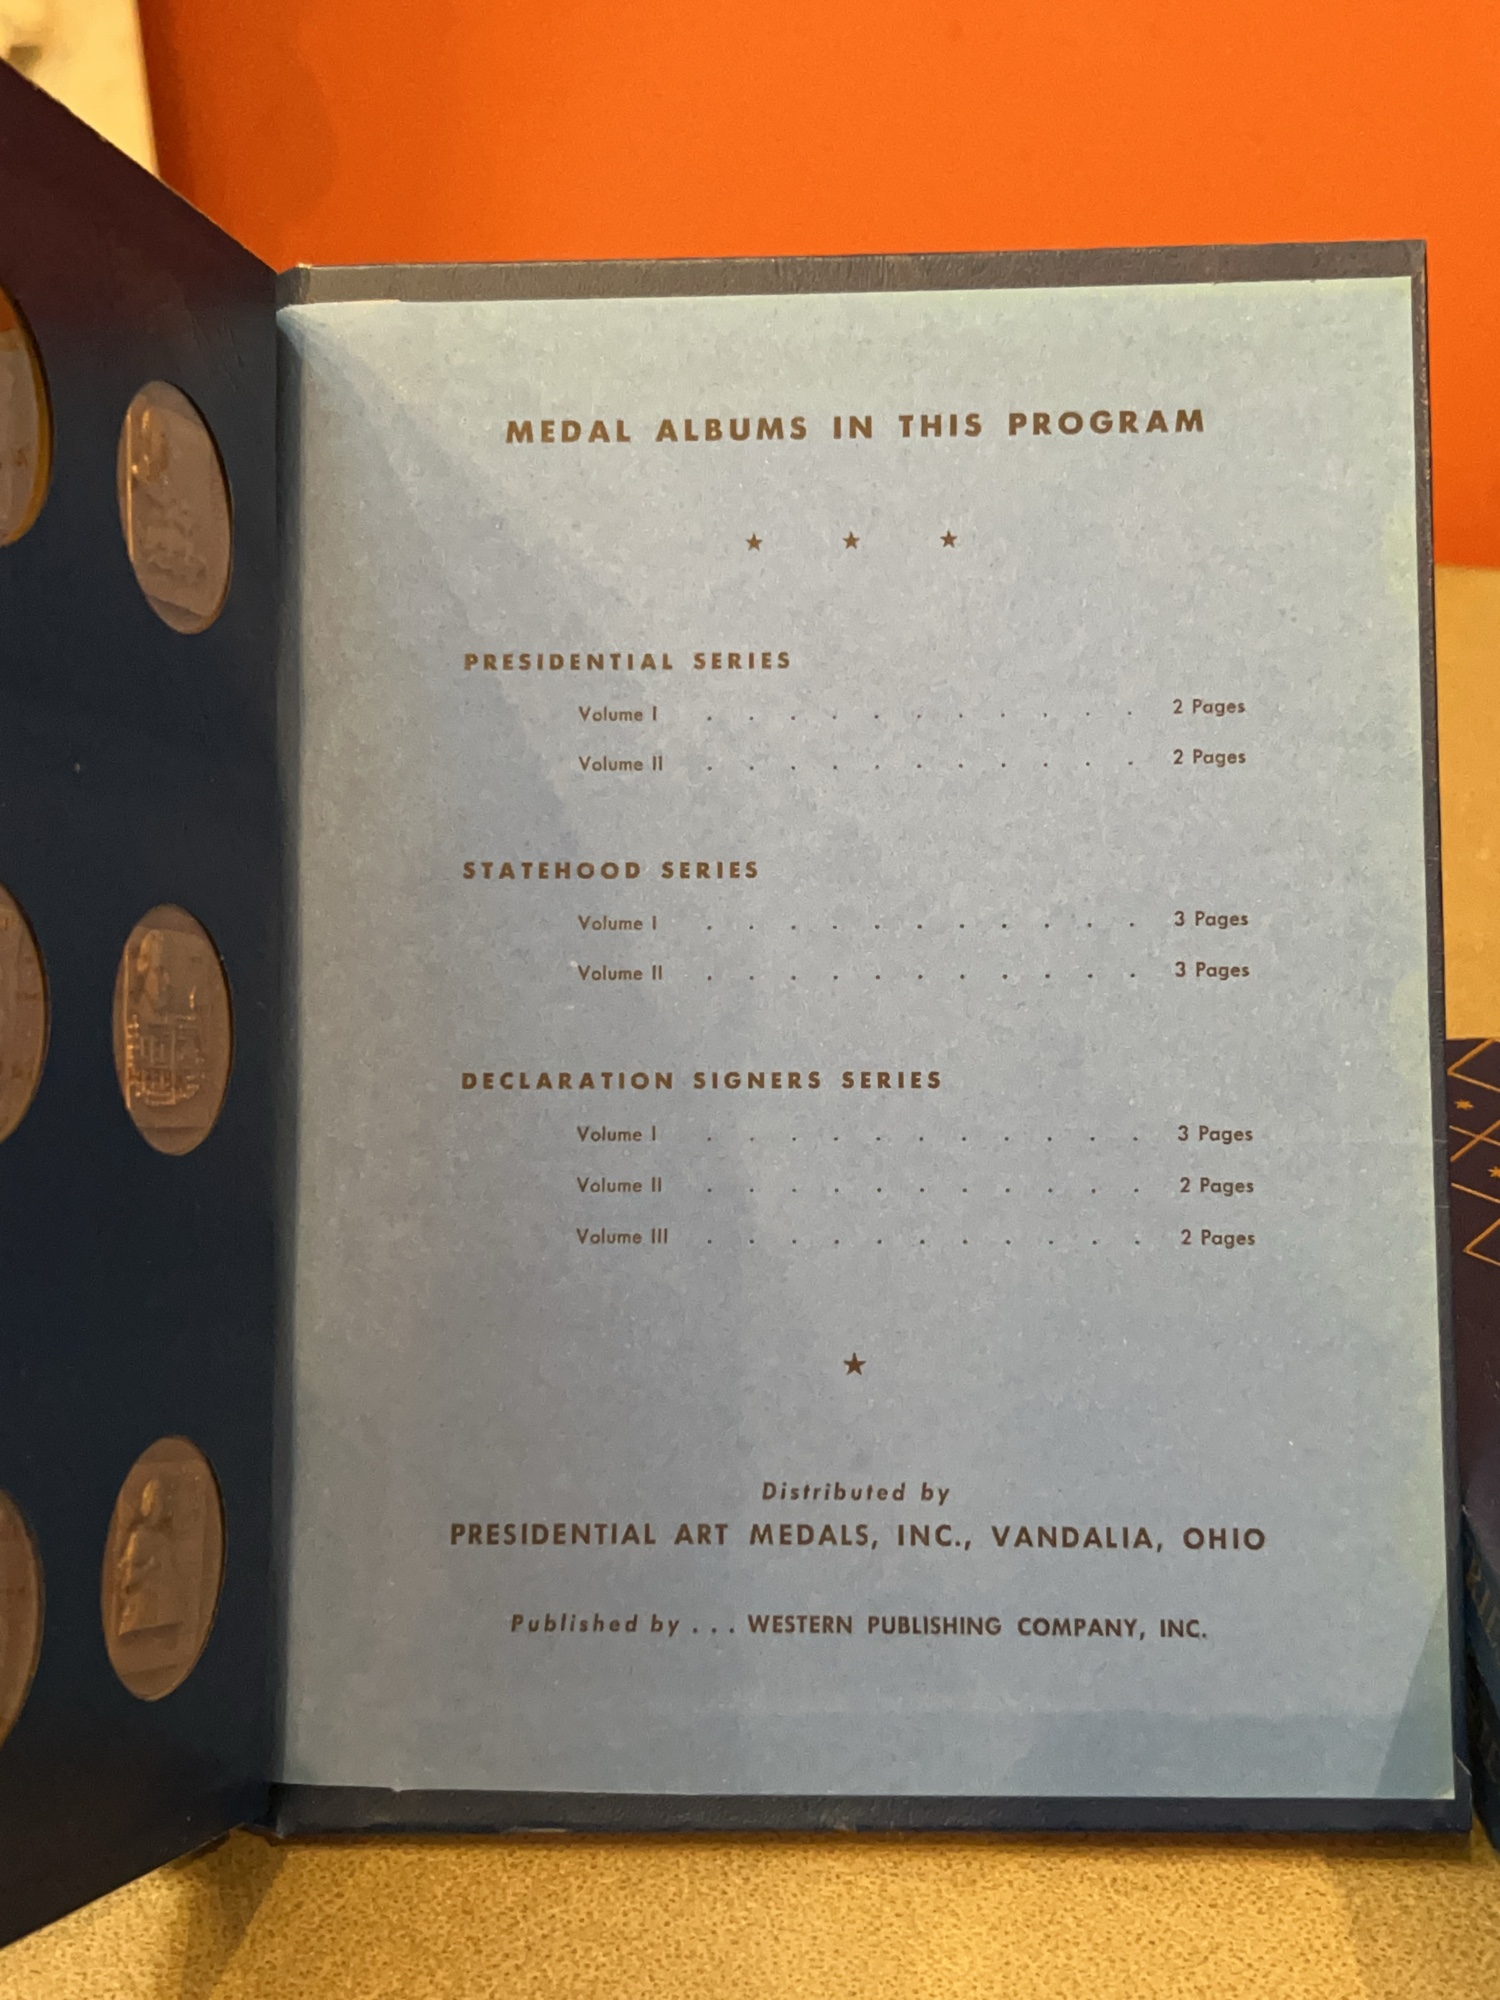 MEDAL ALBUMS IN THIS PROGRAM
★ ★ ★
PRESIDENTIAL SERIES
Volume I . . . . . . . . . . . 2 Pages
Volume II . . . . . . . . . . . 2 Pages
STATEHOOD SERIES
Volume I . . . . . . . . . . . 3 Pages
Volume II . . . . . . . . . . . 3 Pages
DECLARATION SIGNERS SERIES
Volume I . . . . . . . . . . . 3 Pages
Volume II . . . . . . . . . . . 2 Pages
Volume III . . . . . . . . . . . 2 Pages
★
Distributed by
PRESIDENTIAL ART MEDALS, INC., VANDALIA, OHIO
Published by . . . WESTERN PUBLISHING COMPANY, INC.